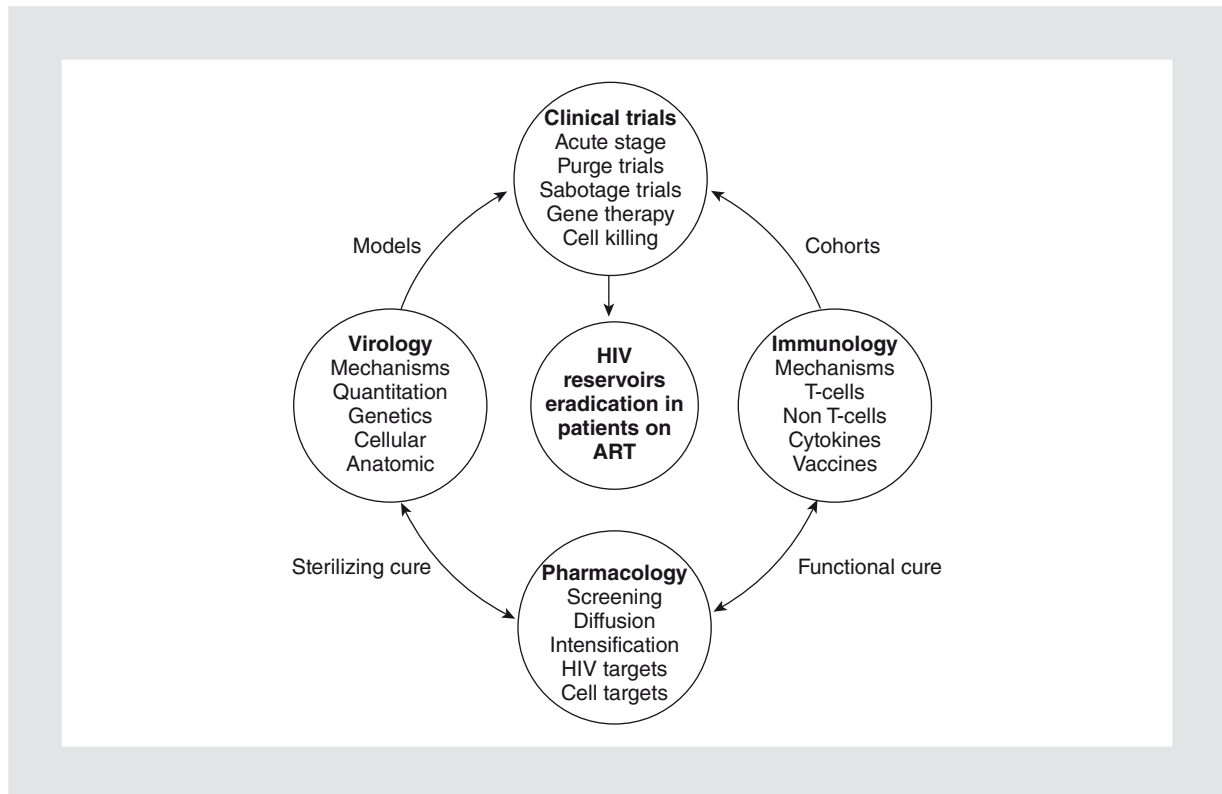 Clinical trials
Acute stage
Purge trials
Sabotage trials
Gene therapy
Cell killing
Models
Cohorts
Virology
Mechanisms
Quantitation
Genetics
Cellular
Anatomic
HIV
reservoirs
eradication in
patients on
ART
Immunology
Mechanisms
T-cells
Non T-cells
Cytokines
Vaccines
Sterilizing cure
Functional cure
Pharmacology
Screening
Diffusion
Intensification
HIV targets
Cell targets